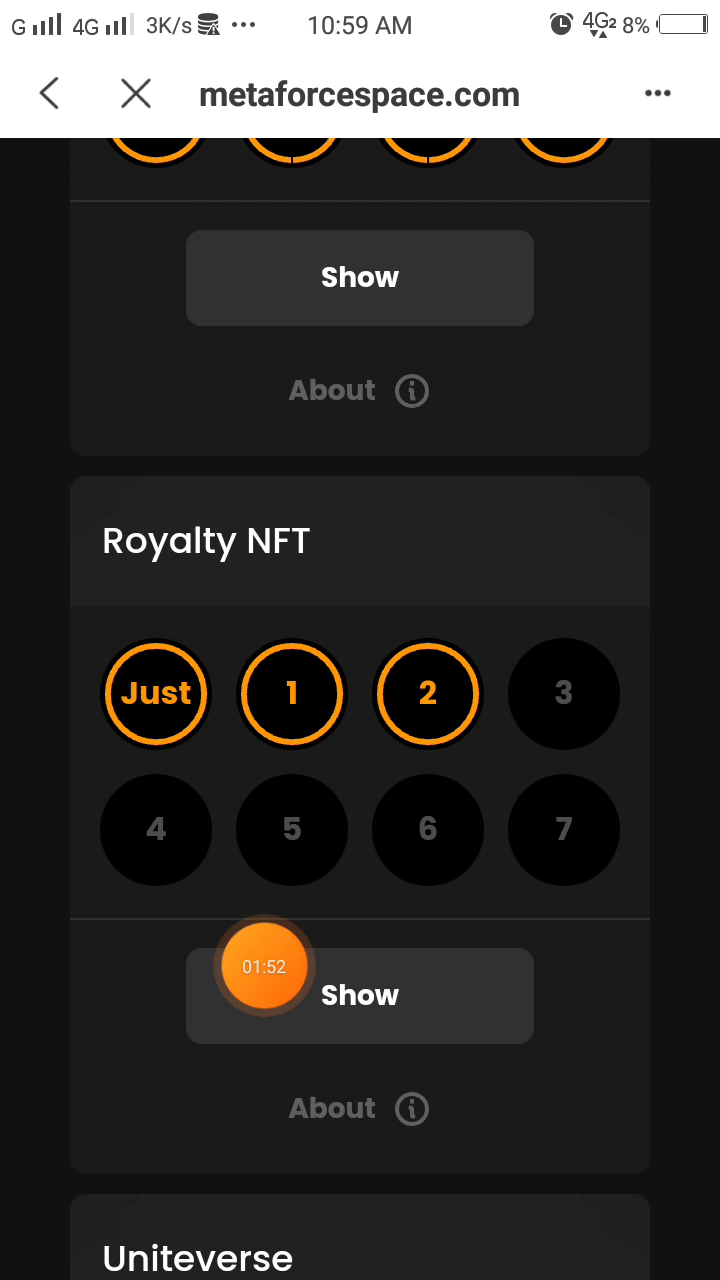 G 4G 3K/s ••• 10:59 AM 4G2 8%
metaforcespace.com •••
Show
About
Royalty NFT
Just 1 2 3
4 5 6 7
01:52 Show
About
Uniteverse